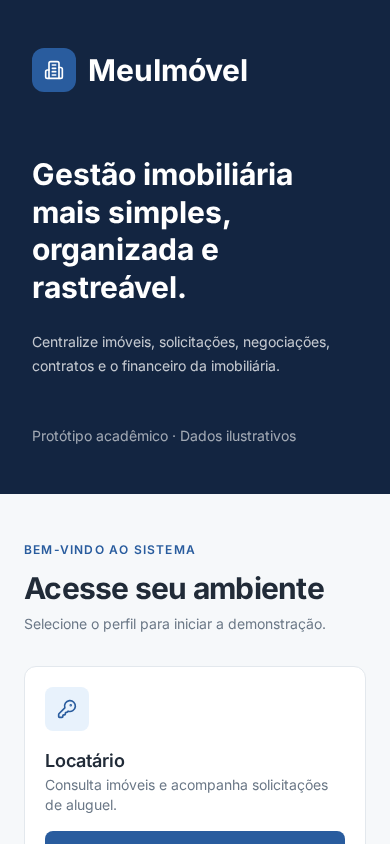 MeuImóvel
Gestão imobiliária
mais simples,
organizada e
rastreável.
Centralize imóveis, solicitações, negociações,
contratos e o financeiro da imobiliária.
Protótipo acadêmico · Dados ilustrativos
BEM-VINDO AO SISTEMA
Acesse seu ambiente
Selecione o perfil para iniciar a demonstração.
Locatário
Consulta imóveis e acompanha solicitações
de aluguel.